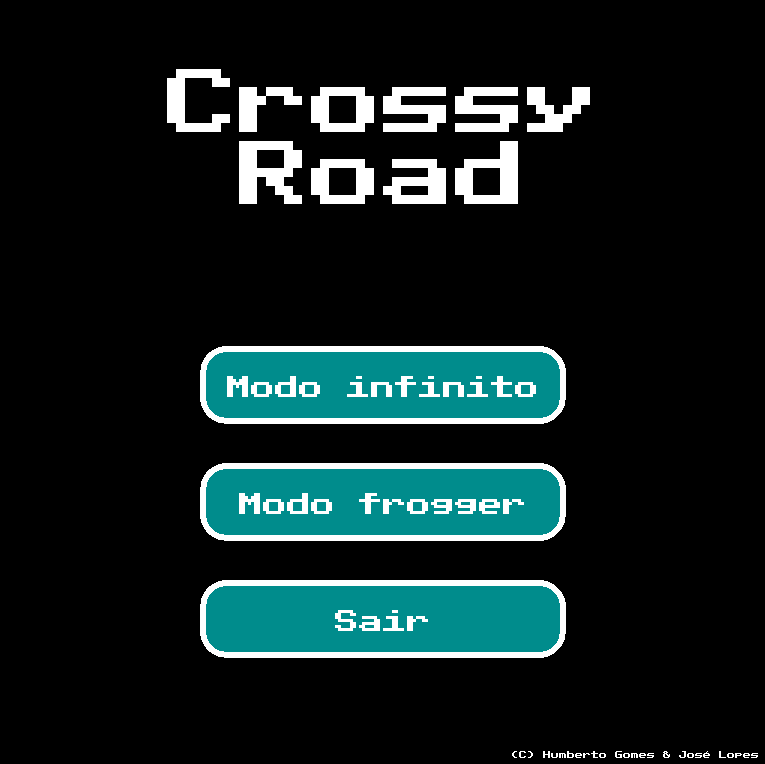 Crossy
Road
Modo infinito
Modo frogger
Sair
(C) Humberto Gomes & José Lopes